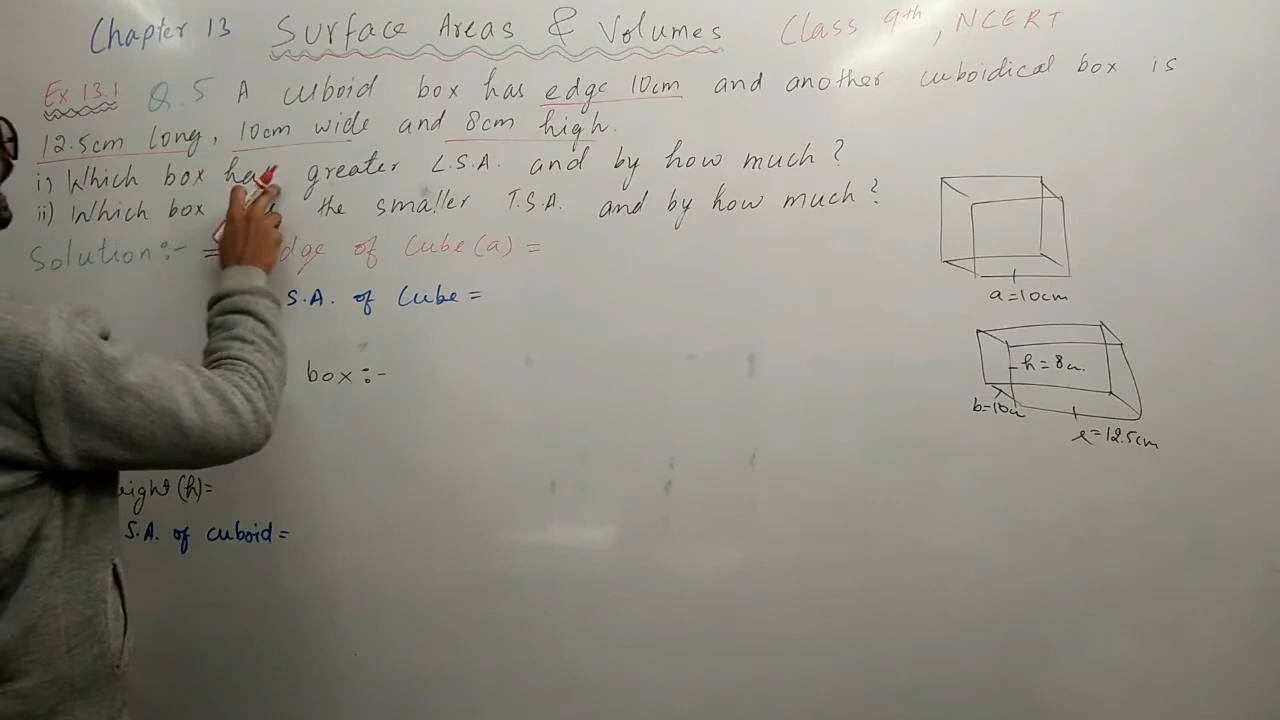 Chapter 13 Surface Areas & Volumes Class 9th, NCERT
Ex 13.1 Q.5 A cuboid box has edge 10cm and another cuboidical box is
12.5cm long, 10cm wide and 8cm high.
i) Which box has greater L.S.A. and by how much?
ii) Which box the smaller T.S.A. and by how much?
Solution:- = dge of Cube(a) =
S.A. of Cube =
box:-
eight(h)=
S.A. of cuboid=
a=10cm
h=8cm
b=10cm
l=12.5cm